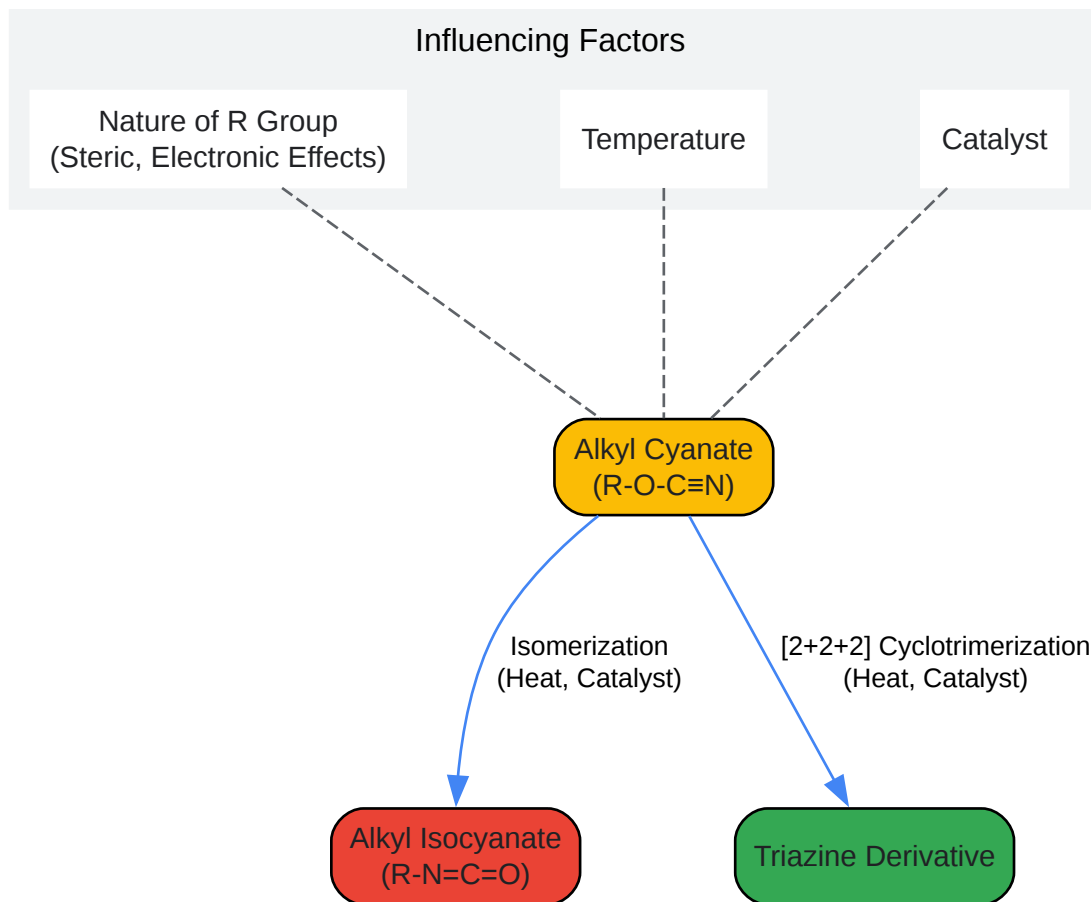 Influencing Factors
Nature of R Group
(Steric, Electronic Effects)
Temperature
Catalyst
Alkyl Cyanate
(R-O-C≡N)
Isomerization
(Heat, Catalyst)
[2+2+2] Cyclotrimerization
(Heat, Catalyst)
Alkyl Isocyanate
(R-N=C=O)
Triazine Derivative